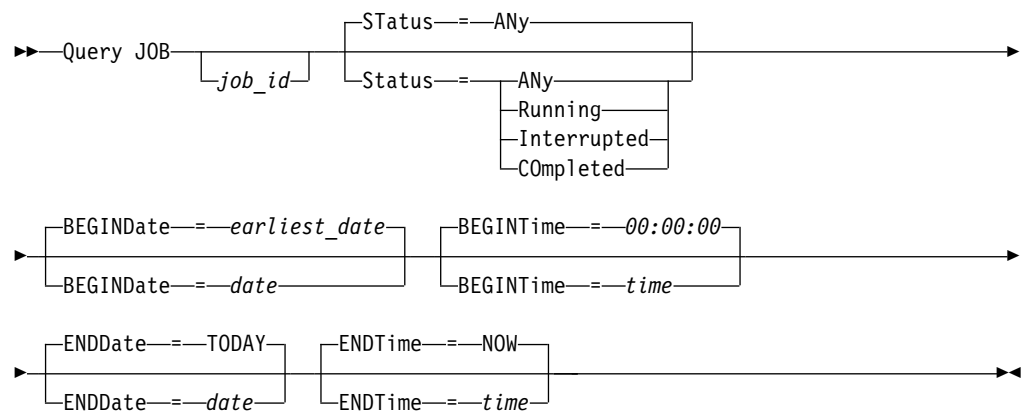 STatus = ANy
Query JOB
job_id
Status = ANy
Running
Interrupted
COmpleted
BEGINDate = earliest_date BEGINTime = 00:00:00
BEGINDate = date BEGINTime = time
ENDDate = TODAY ENDTime = NOW
ENDDate = date ENDTime = time